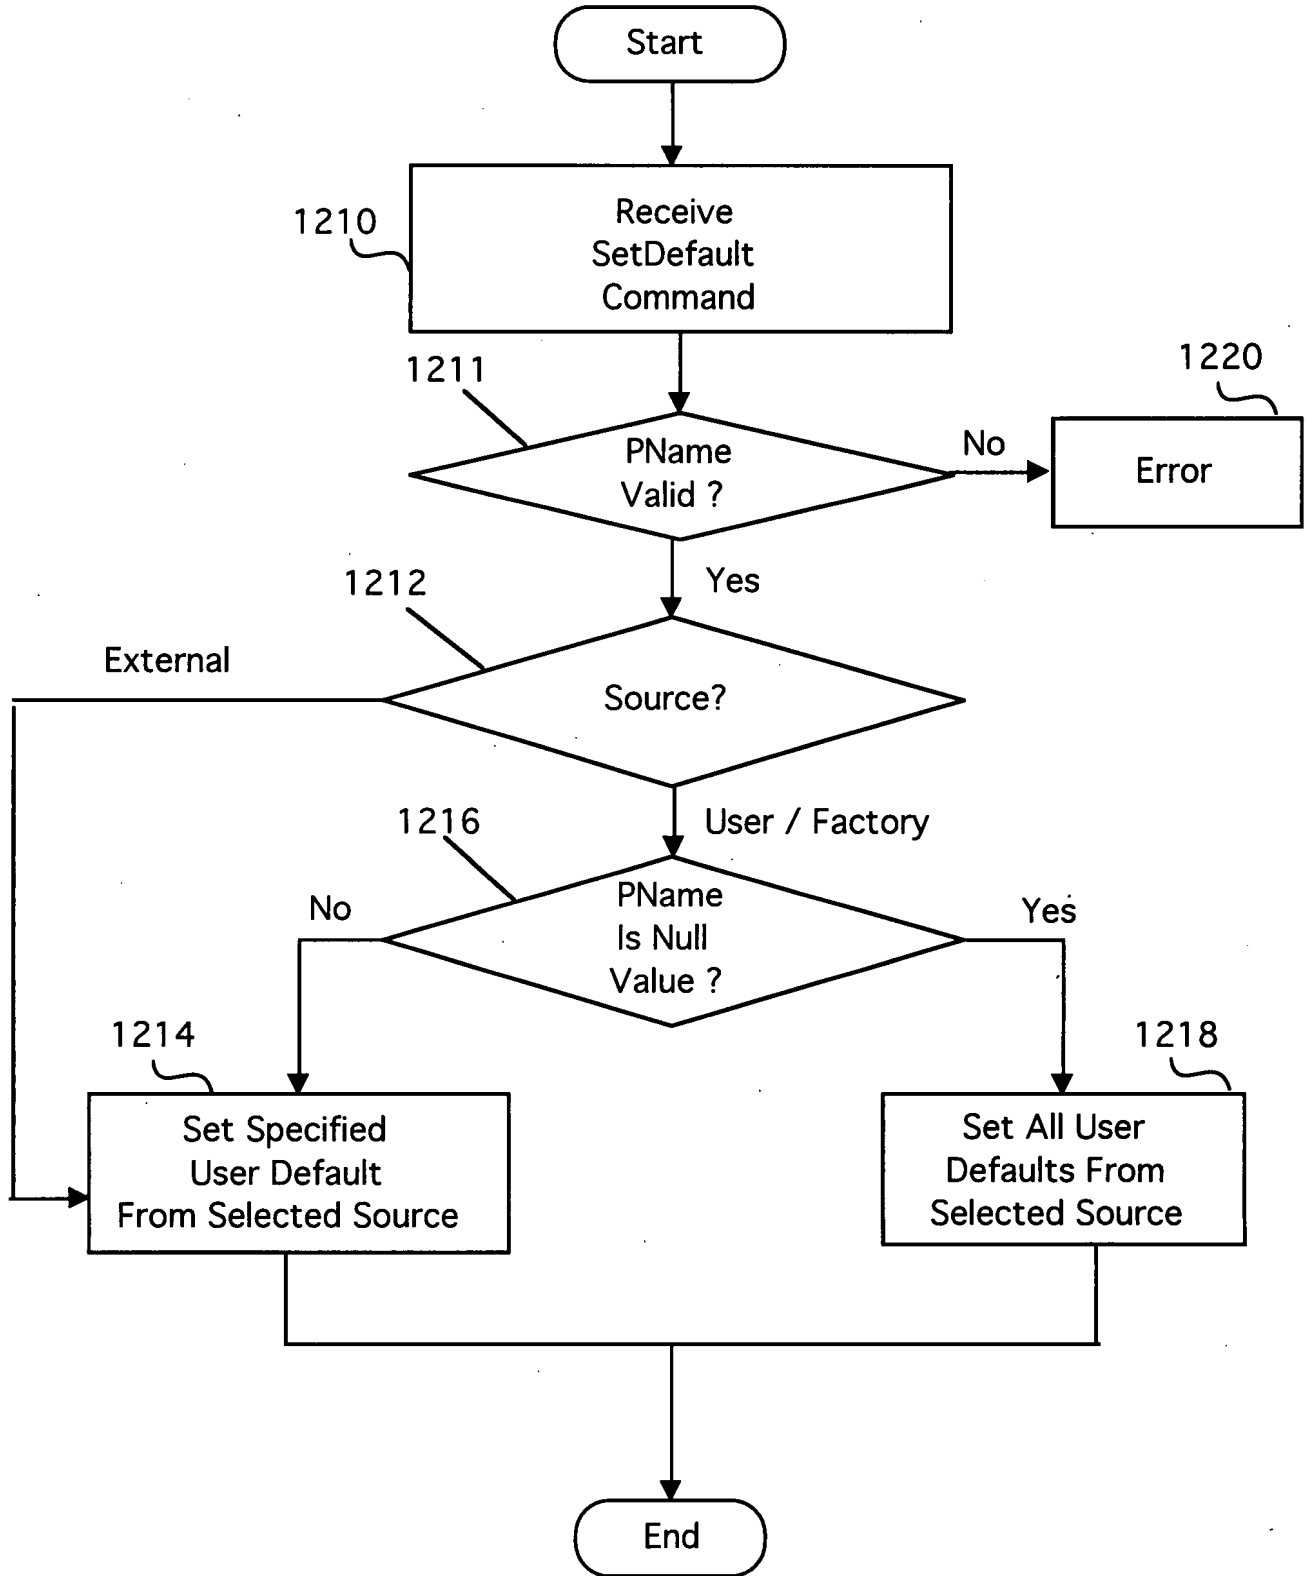 Start
1210
Receive
SetDefault
Command
1211
1220
PName
Valid ?
No
Error
1212
Yes
External
Source?
1216
User / Factory
No
PName
Is Null
Value ?
Yes
1214
1218
Set Specified
User Default
From Selected Source
Set All User
Defaults From
Selected Source
End